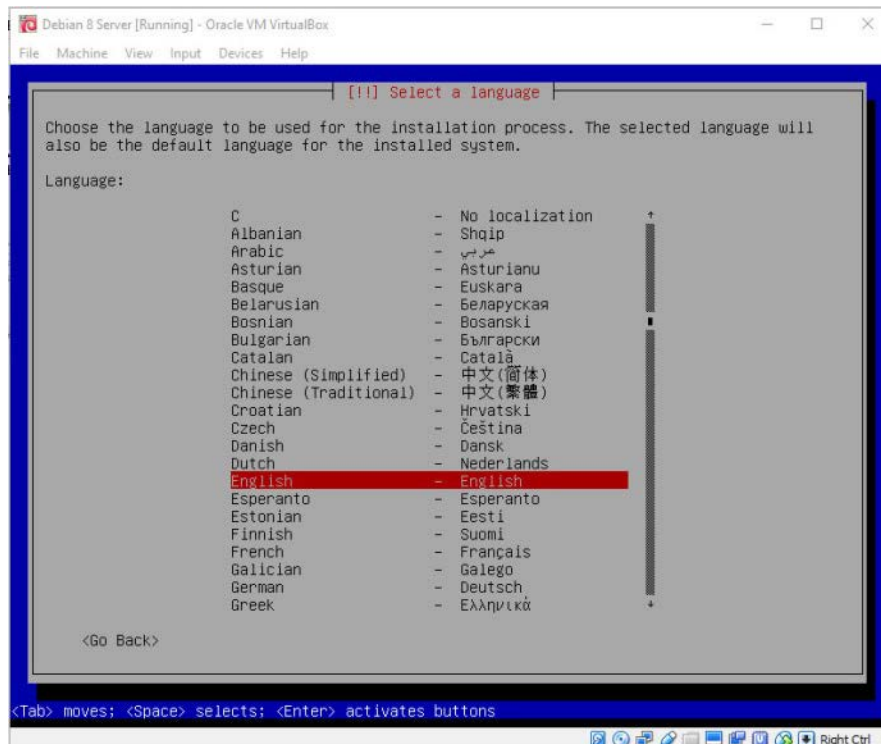 Debian 8 Server [Running] - Oracle VM VirtualBox
File Machine View Input Devices Help
[!!] Select a language
Choose the language to be used for the installation process. The selected language will
also be the default language for the installed system.
Language:
C - No localization
Albanian - Shqip
Arabic - عربي
Asturian - Asturianu
Basque - Euskara
Belarusian - Беларуская
Bosnian - Bosanski
Bulgarian - Български
Catalan - Català
Chinese (Simplified) - 中文(简体)
Chinese (Traditional) - 中文(繁體)
Croatian - Hrvatski
Czech - Čeština
Danish - Dansk
Dutch - Nederlands
English - English
Esperanto - Esperanto
Estonian - Eesti
Finnish - Suomi
French - Français
Galician - Galego
German - Deutsch
Greek - Ελληνικά
<Go Back>
<Tab> moves; <Space> selects; <Enter> activates buttons
Right Ctrl